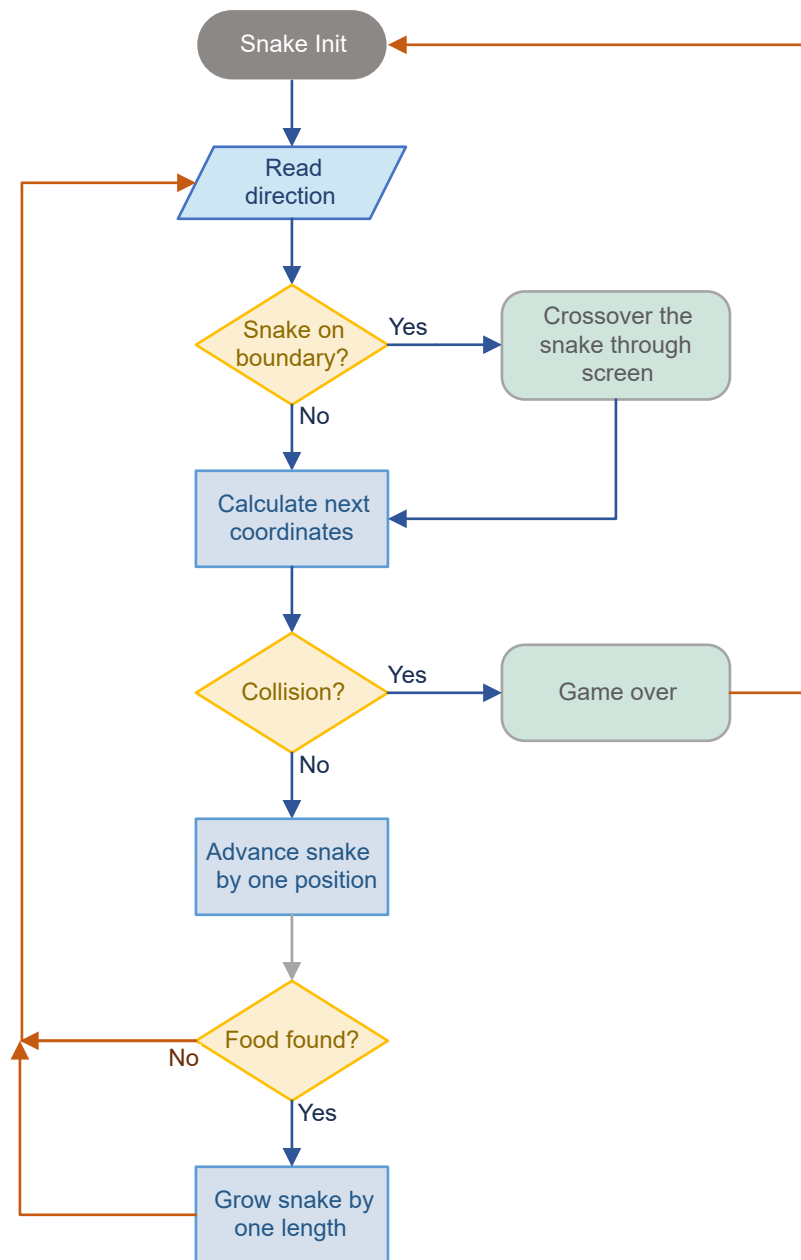 Snake Init
Read
direction
Snake on
boundary?
Yes
Crossover the
snake through
screen
No
Calculate next
coordinates
Collision?
Yes
Game over
No
Advance snake
by one position
Food found?
No
Yes
Grow snake by
one length